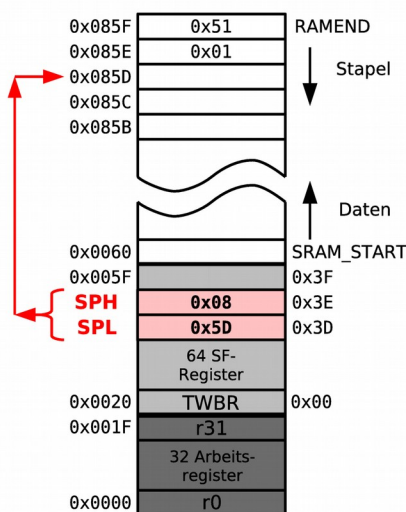 0x085F 0x51 RAMEND
0x085E 0x01
0x085D Stapel
0x085C
0x085B
Daten
0x0060 SRAM_START
0x005F 0x3F
SPH 0x08 0x3E
SPL 0x5D 0x3D
64 SF-
Register
0x0020 TWBR 0x00
0x001F r31
32 Arbeits-
register
0x0000 r0